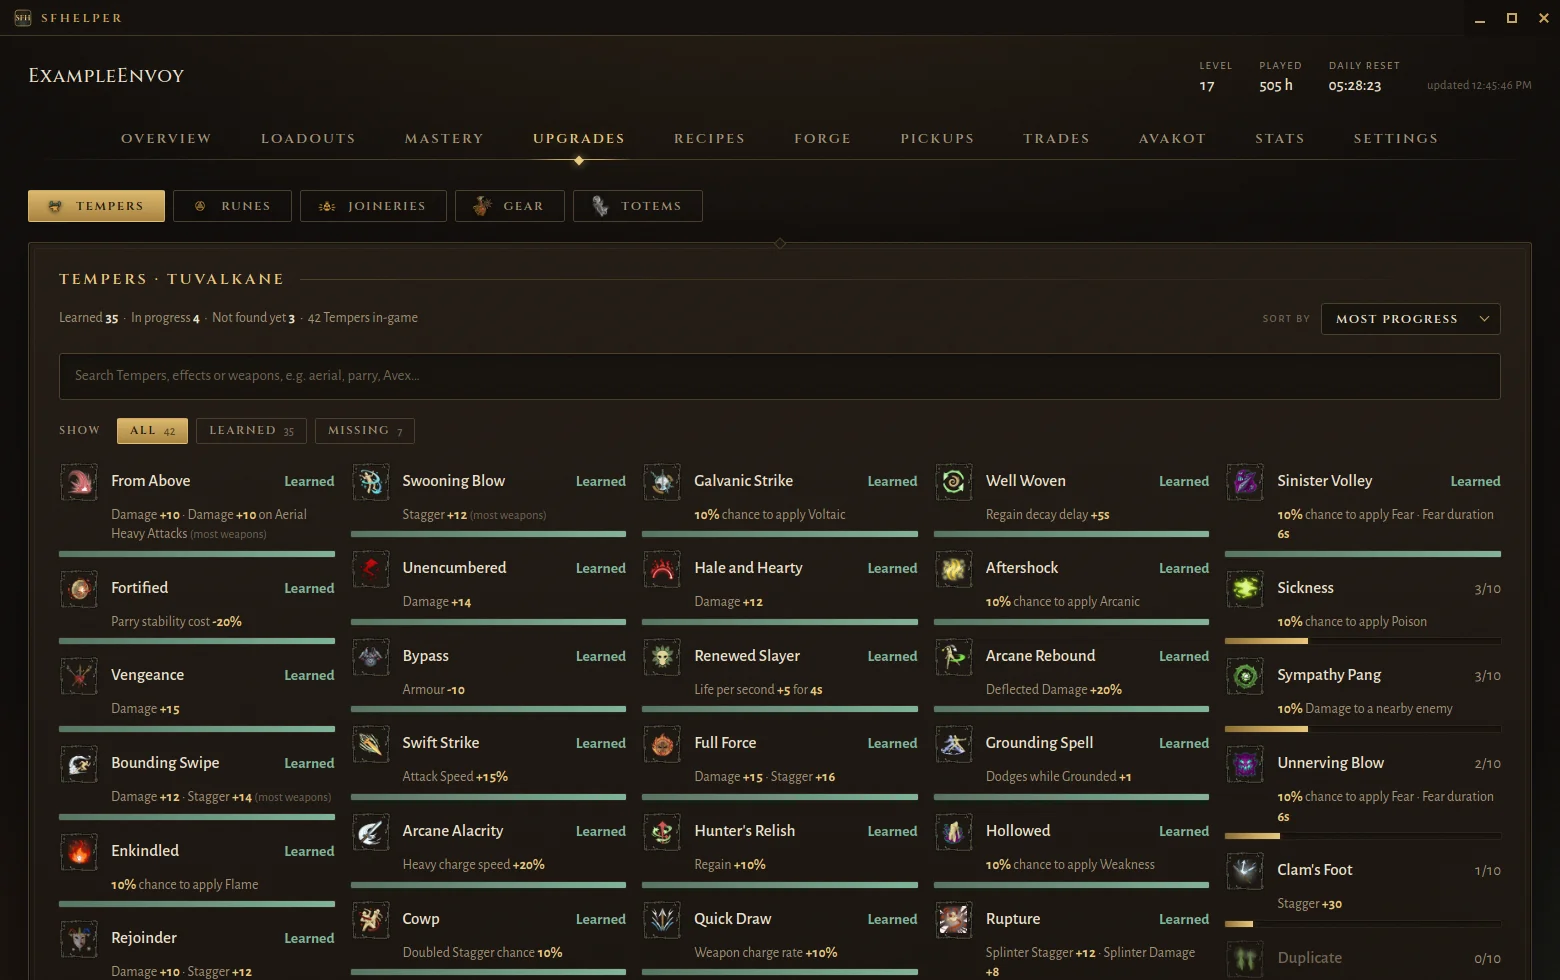 SFH SFHELPER
ExampleEnvoy
LEVEL PLAYED DAILY RESET
17 505 h 05:28:23 updated 12:45:46 PM
OVERVIEW LOADOUTS MASTERY UPGRADES RECIPES FORGE PICKUPS TRADES AVAKOT STATS SETTINGS
TEMPERS RUNES JOINERIES GEAR TOTEMS
TEMPERS · TUVALKANE
Learned 35 · In progress 4 · Not found yet 3 · 42 Tempers in-game
SORT BY MOST PROGRESS
Search Tempers, effects or weapons, e.g. aerial, parry, Avex...
SHOW ALL 42 LEARNED 35 MISSING 7
From Above Learned
Damage +10 · Damage +10 on Aerial
Heavy Attacks (most weapons)
Fortified Learned
Parry stability cost -20%
Vengeance Learned
Damage +15
Bounding Swipe Learned
Damage +12 · Stagger +14 (most weapons)
Enkindled Learned
10% chance to apply Flame
Rejoinder Learned
Damage +10 · Stagger +12
Swooning Blow Learned
Stagger +12 (most weapons)
Unencumbered Learned
Damage +14
Bypass Learned
Armour -10
Swift Strike Learned
Attack Speed +15%
Arcane Alacrity Learned
Heavy charge speed +20%
Cowp Learned
Doubled Stagger chance 10%
Galvanic Strike Learned
10% chance to apply Voltaic
Hale and Hearty Learned
Damage +12
Renewed Slayer Learned
Life per second +5 for 4s
Full Force Learned
Damage +15 · Stagger +16
Hunter's Relish Learned
Regain +10%
Quick Draw Learned
Weapon charge rate +10%
Well Woven Learned
Regain decay delay +5s
Aftershock Learned
10% chance to apply Arcanic
Arcane Rebound Learned
Deflected Damage +20%
Grounding Spell Learned
Dodges while Grounded +1
Hollowed Learned
10% chance to apply Weakness
Rupture Learned
Splinter Stagger +12 · Splinter Damage
+8
Sinister Volley Learned
10% chance to apply Fear · Fear duration
6s
Sickness 3/10
10% chance to apply Poison
Sympathy Pang 3/10
10% Damage to a nearby enemy
Unnerving Blow 2/10
10% chance to apply Fear · Fear duration
6s
Clam's Foot 1/10
Stagger +30
Duplicate 0/10